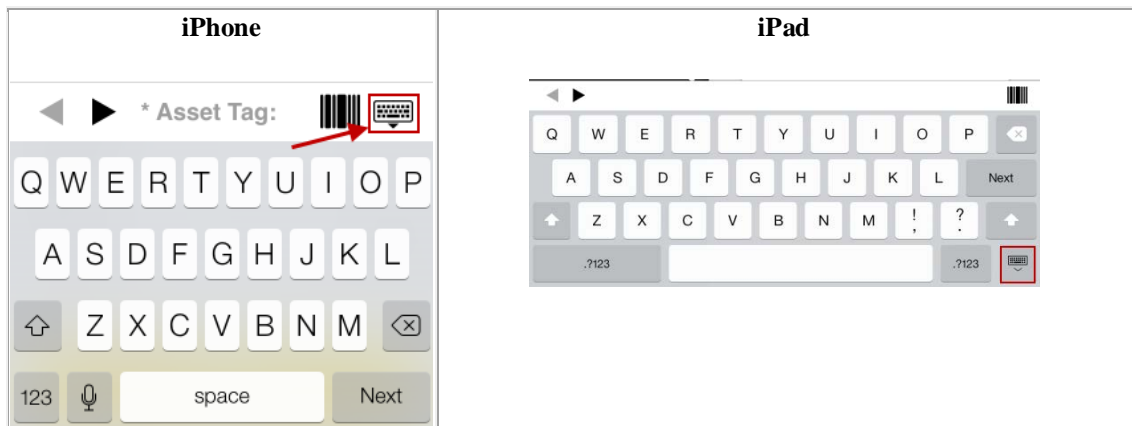 iPhone
iPad
* Asset Tag:
Q W E R T Y U I O P
A S D F G H J K L
Z X C V B N M
123 space Next
Q W E R T Y U I O P
A S D F G H J K L Next
Z X C V B N M ! , ? .
.?123 .?123